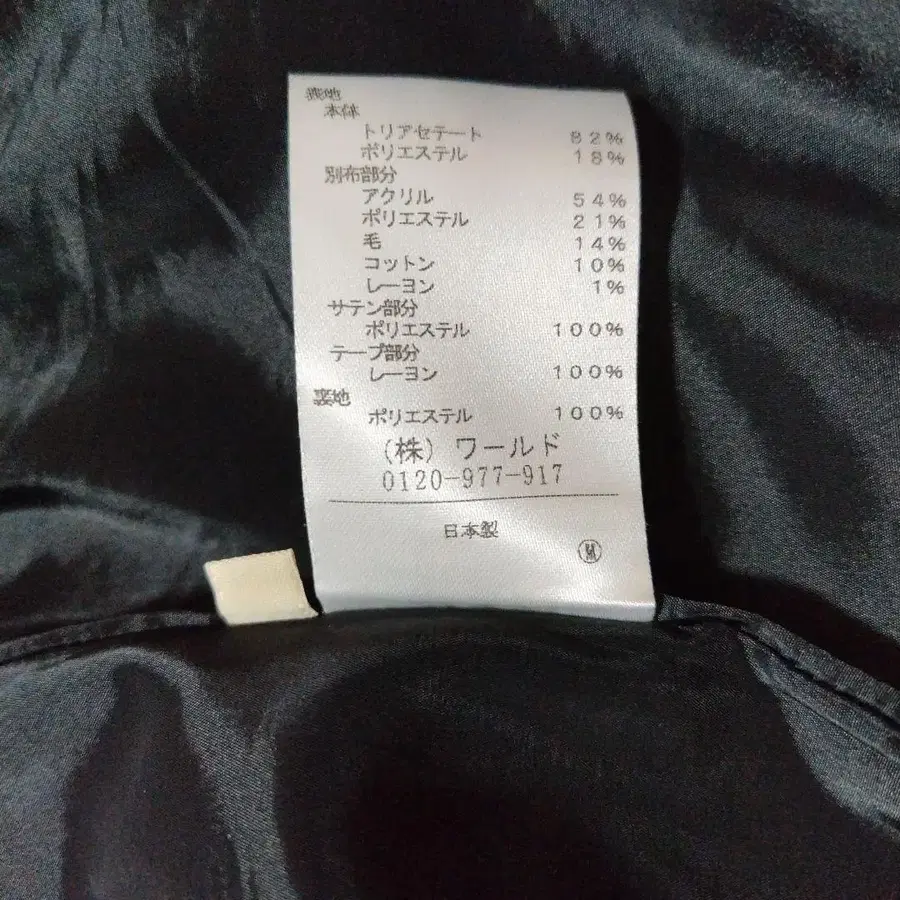 表地
本体
トリアセテート 82%
ポリエステル 18%
別布部分
アクリル 54%
ポリエステル 21%
毛 14%
コットン 10%
レーヨン 1%
サテン部分
ポリエステル 100%
テープ部分
レーヨン 100%
裏地
ポリエステル 100%
(株) ワールド
0120-977-917
日本製
Ⓜ